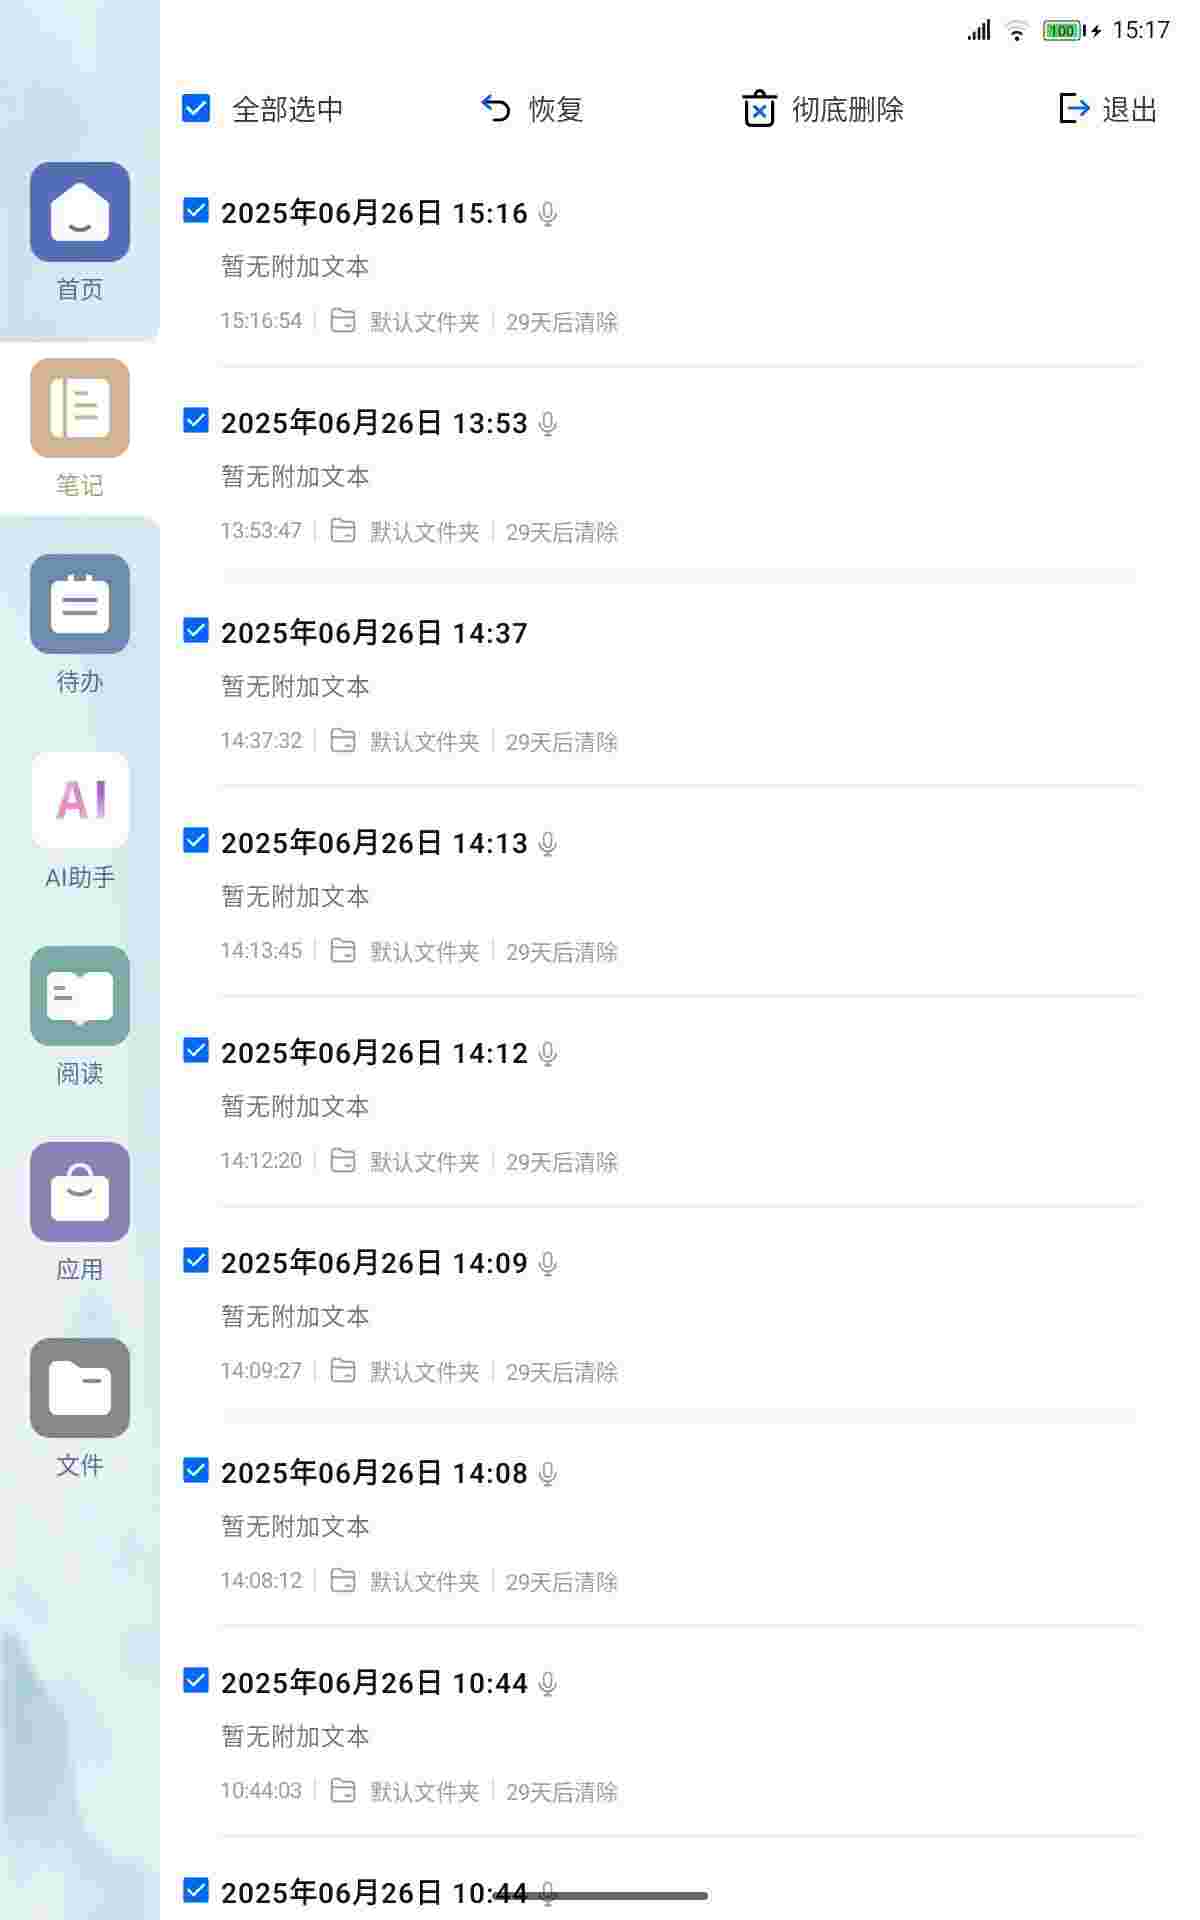 100 15:17
全部选中 恢复 彻底删除 退出
首页
笔记
待办
AI
AI助手
阅读
应用
文件
2025年06月26日 15:16
暂无附加文本
15:16:54 默认文件夹 29天后清除
2025年06月26日 13:53
暂无附加文本
13:53:47 默认文件夹 29天后清除
2025年06月26日 14:37
暂无附加文本
14:37:32 默认文件夹 29天后清除
2025年06月26日 14:13
暂无附加文本
14:13:45 默认文件夹 29天后清除
2025年06月26日 14:12
暂无附加文本
14:12:20 默认文件夹 29天后清除
2025年06月26日 14:09
暂无附加文本
14:09:27 默认文件夹 29天后清除
2025年06月26日 14:08
暂无附加文本
14:08:12 默认文件夹 29天后清除
2025年06月26日 10:44
暂无附加文本
10:44:03 默认文件夹 29天后清除
2025年06月26日 10:44